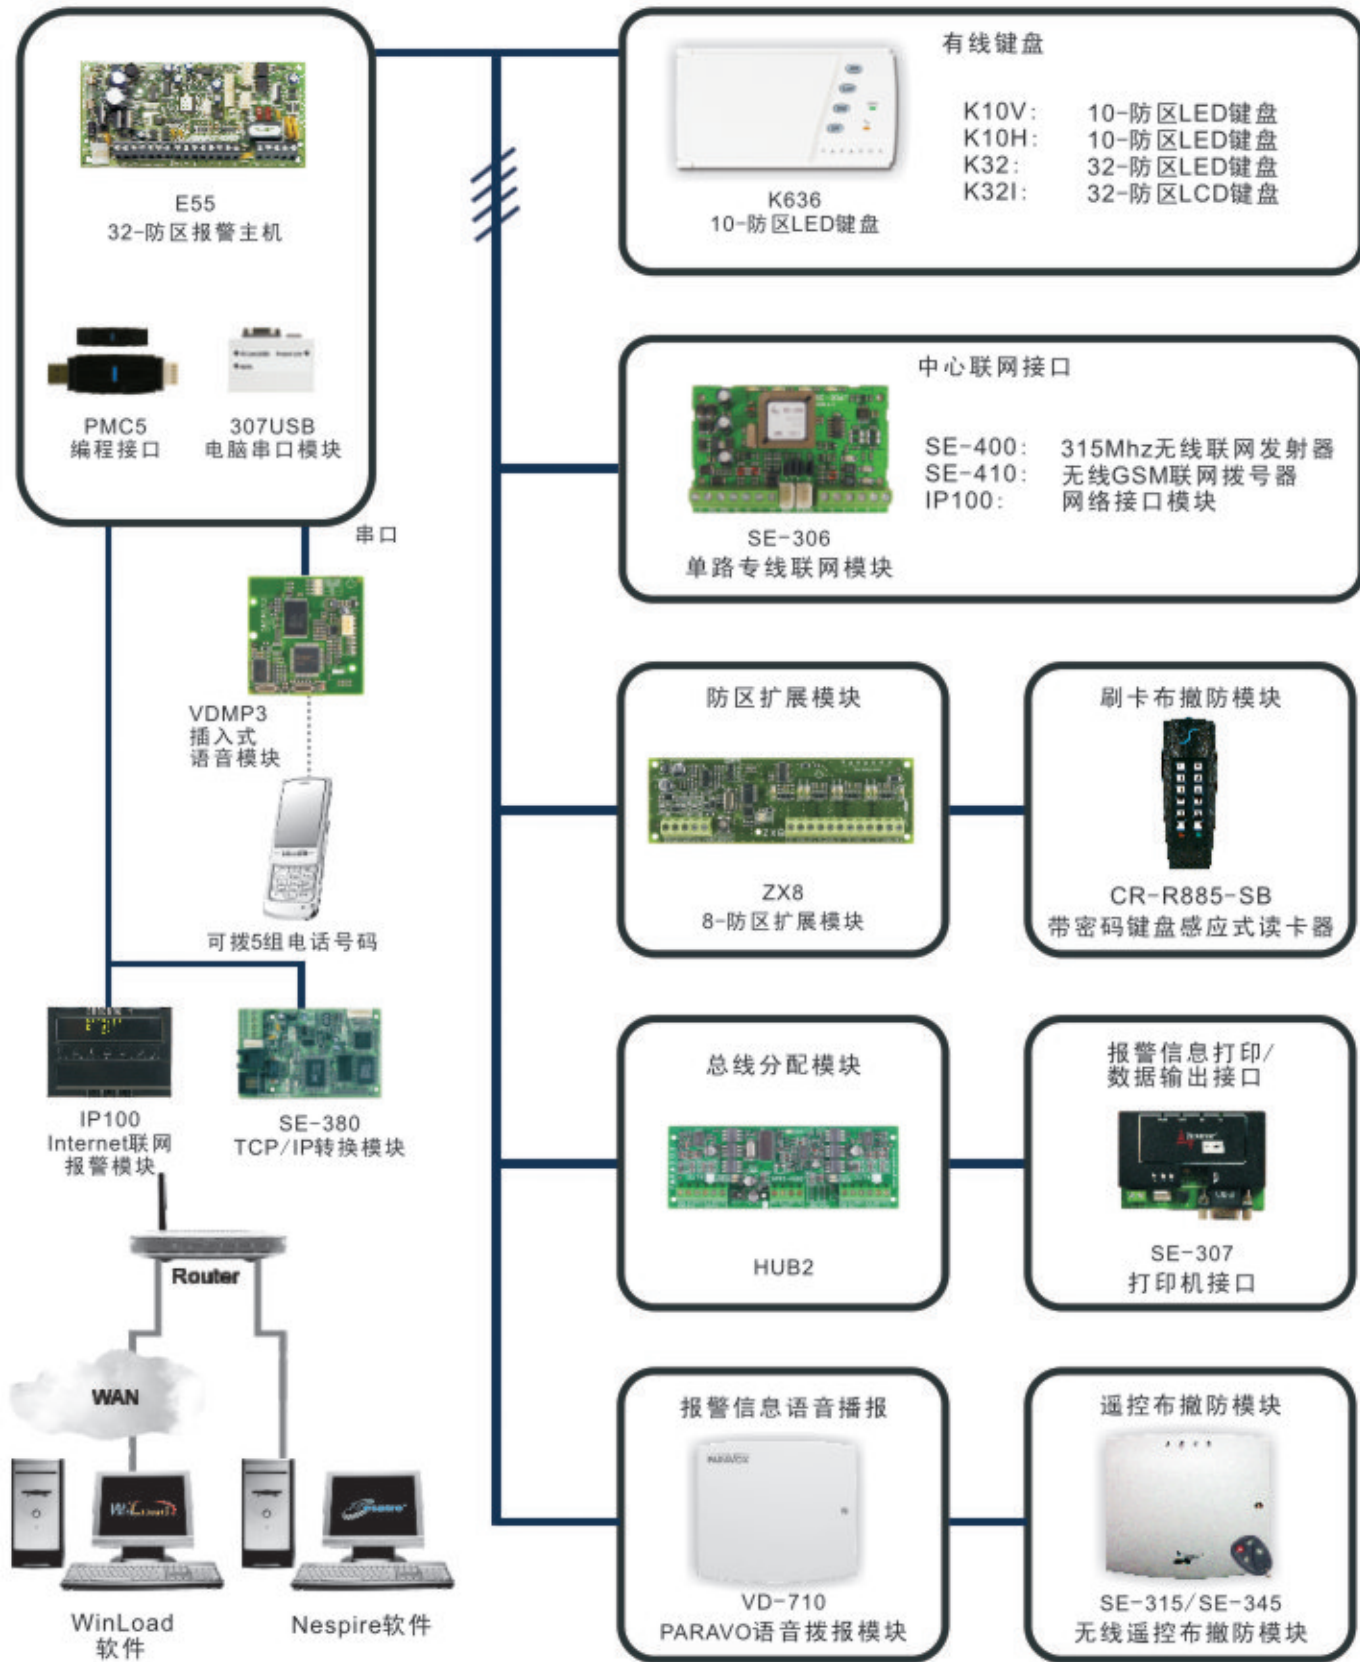 E55
32-防区报警主机
PMC5
编程接口
307USB
电脑串口模块
串口
VDMP3
插入式
语音模块
可拨5组电话号码
IP100
Internet联网
报警模块
SE-380
TCP/IP转换模块
Router
WAN
WinLoad
软件
Nespire软件
有线键盘
K636
10-防区LED键盘
K10V: 10-防区LED键盘
K10H: 10-防区LED键盘
K32: 32-防区LED键盘
K32I: 32-防区LCD键盘
中心联网接口
SE-306
单路专线联网模块
SE-400: 315Mhz无线联网发射器
SE-410: 无线GSM联网拨号器
IP100: 网络接口模块
防区扩展模块
ZX8
8-防区扩展模块
刷卡布撤防模块
CR-R885-SB
带密码键盘感应式读卡器
总线分配模块
HUB2
报警信息打印/
数据输出接口
SE-307
打印机接口
报警信息语音播报
PARAVOX
VD-710
PARAVO语音拨报模块
遥控布撤防模块
SE-315/SE-345
无线遥控布撤防模块